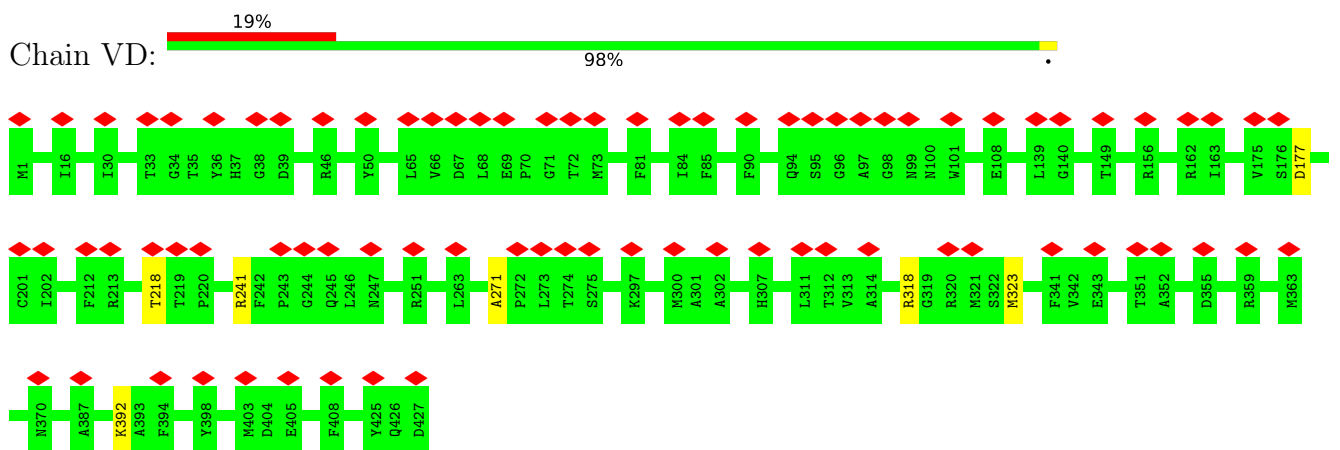 19%
Chain VD:
98%
.
M1 I16 I30 T33 G34 T35 Y36 H37 G38 D39 R46 Y50 L65 V66 D67 L68 E69 P70 G71 T72 M73 F81 I84 F85 F90 Q94 S95 G96 A97 G98 N99 N100 W101 E108 L139 G140 T149 R156 R162 I163 V175 S176 D177
C201 I202 F212 R213 T218 T219 P220 R241 F242 P243 G244 Q245 L246 N247 R251 L263 A271 P272 L273 T274 S275 K297 M300 A301 A302 H307 L311 T312 V313 A314 R318 G319 R320 M321 S322 M323 F341 V342 E343 T351 A352 D355 R359 M363
N370 A387 K392 A393 F394 Y398 M403 D404 E405 F408 Y425 Q426 D427